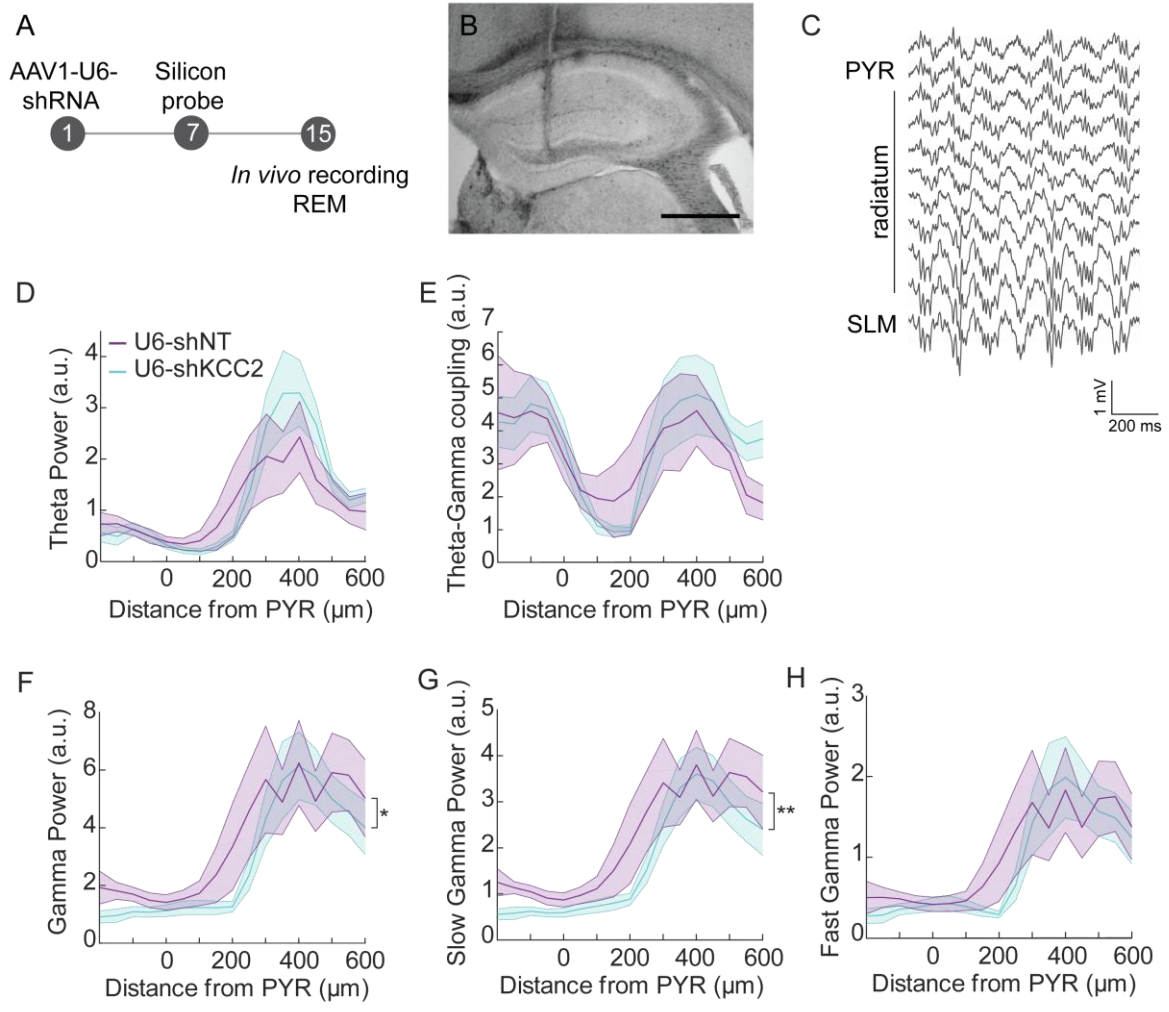 A
AAV1-U6-
shRNA
Silicon
probe
1
7
15
In vivo recording
REM
B
C
PYR
radiatum
SLM
1 mV
200 ms
D
U6-shNT
U6-shKCC2
Theta Power (a.u.)
4
3
2
1
0
0 200 400 600
Distance from PYR (µm)
E
Theta-Gamma coupling (a.u.)
7
6
5
4
3
2
1
0
0 200 400 600
Distance from PYR (µm)
F
Gamma Power (a.u.)
8
6
4
2
0
*
0 200 400 600
Distance from PYR (µm)
G
Slow Gamma Power (a.u.)
5
4
3
2
1
0
**
0 200 400 600
Distance from PYR (µm)
H
Fast Gamma Power (a.u.)
3
2
1
0
0 200 400 600
Distance from PYR (µm)